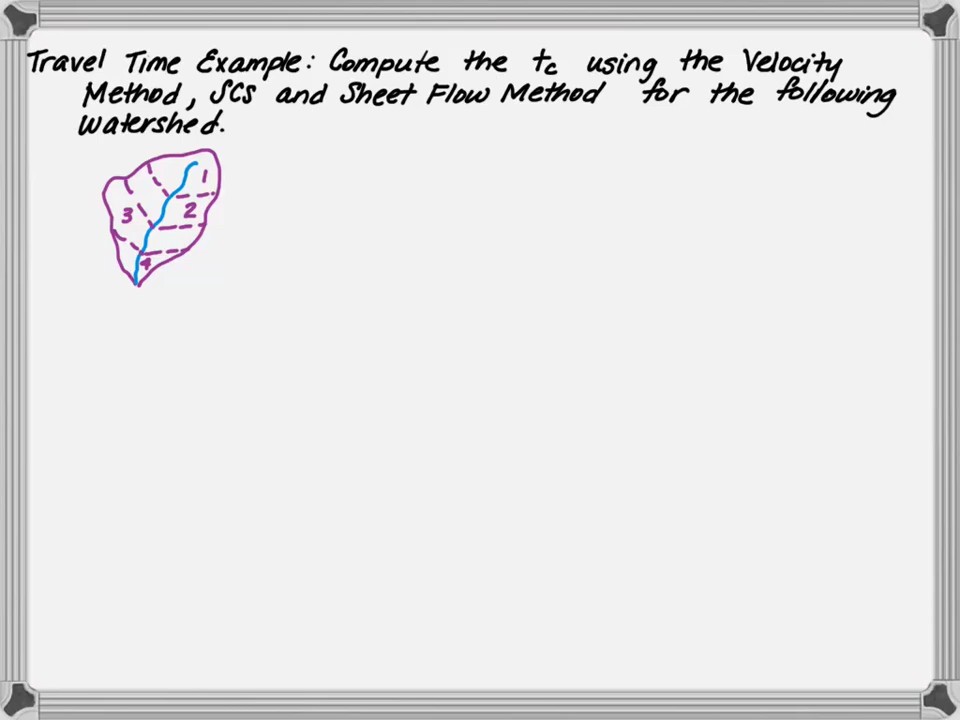 Travel Time Example: Compute the tc using the Velocity
Method, SCS and Sheet Flow Method for the following
watershed.
1
2
3
4